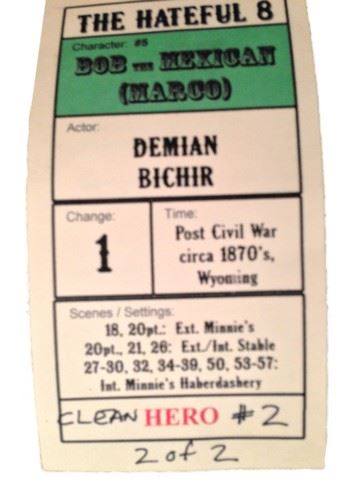 THE HATEFUL 8
Character: #5
BOB THE MEXICAN
(MARCO)
Actor:
DEMIAN
BICHIR
Change:
1
Time:
Post Civil War
circa 1870's,
Wyoming
Scenes / Settings:
18, 20pt.: Ext. Minnie's
20pt., 21, 26: Ext./Int. Stable
27-30, 32, 34-39, 50, 53-57:
Int. Minnie's Haberdashery
CLEAN HERO #2
2 of 2